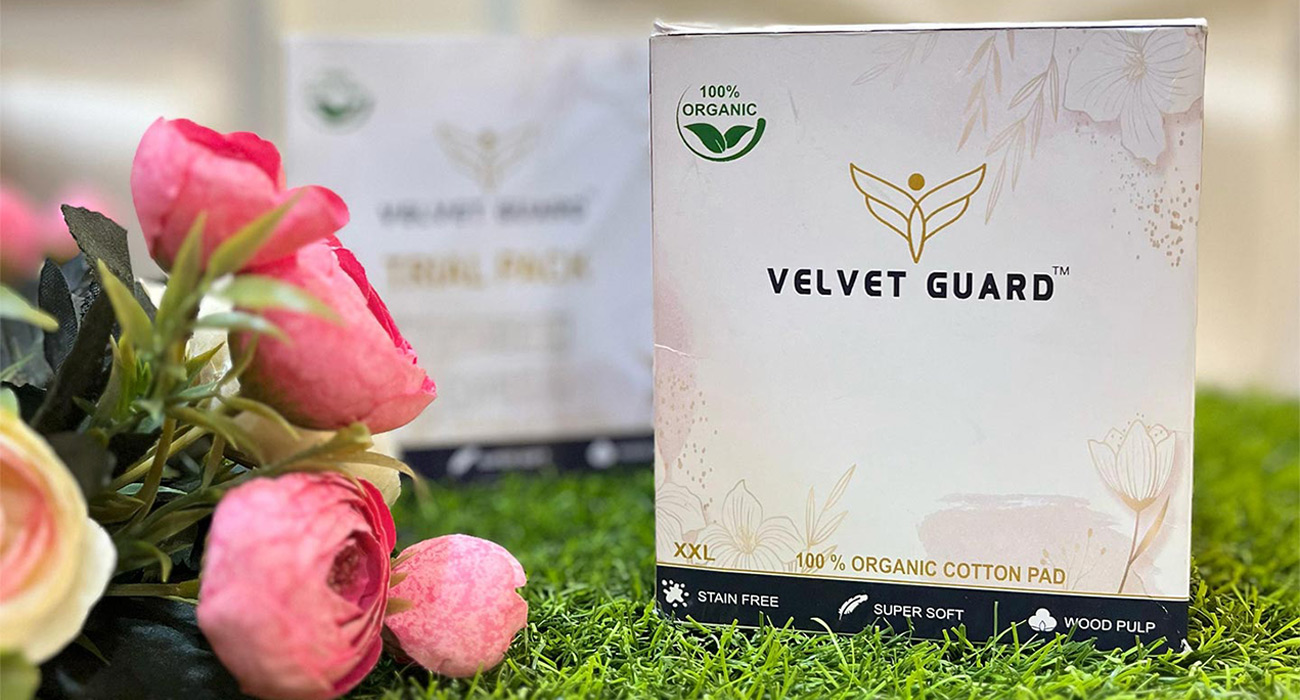 100%
ORGANIC
VELVET GUARD™
XXL
100 % ORGANIC COTTON PAD
STAIN FREE
SUPER SOFT
WOOD PULP
VELVET GUARD
TRIAL PACK